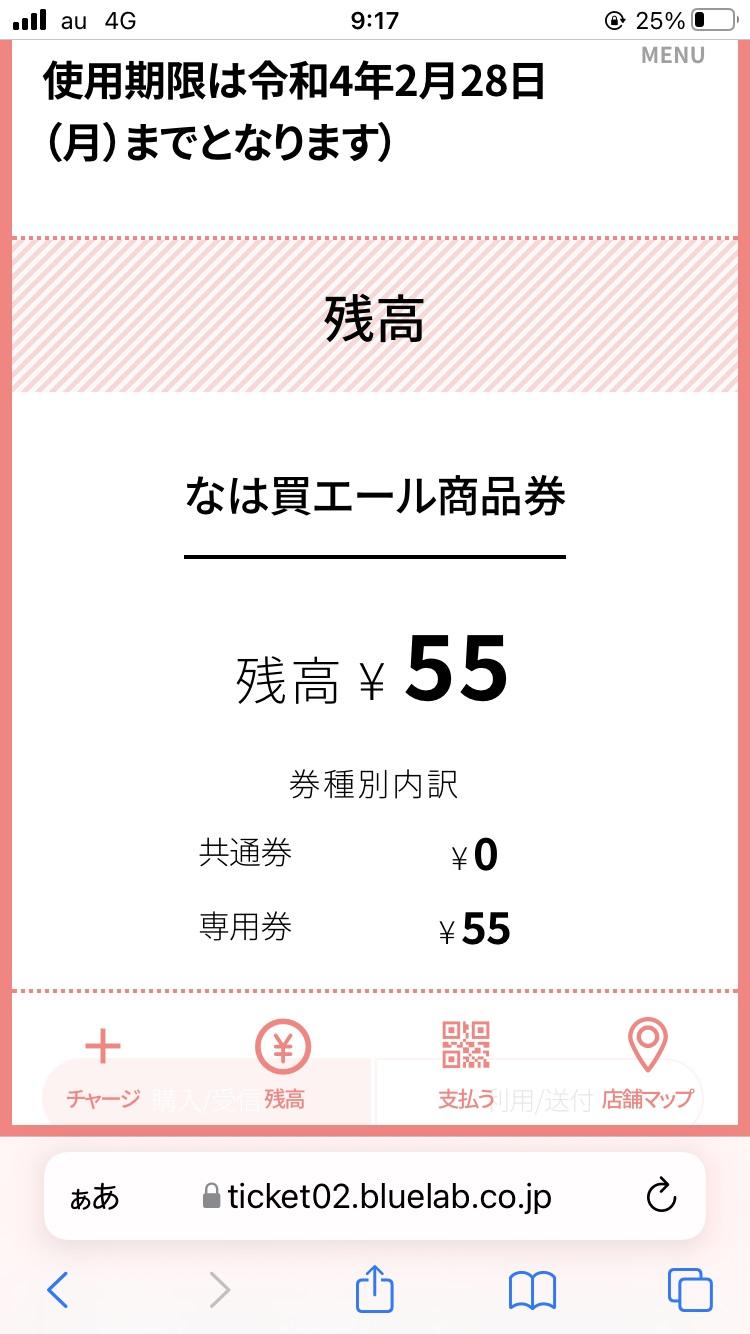 au 4G 9:17 25%
MENU
使用期限は令和4年2月28日
（月）までとなります）
残高
なは買エール商品券
残高 ¥ 55
券種別内訳
共通券 ¥0
専用券 ¥55
チャージ 購入/受信 残高 支払う 利用/送付 店舗マップ
ぁあ ticket02.bluelab.co.jp